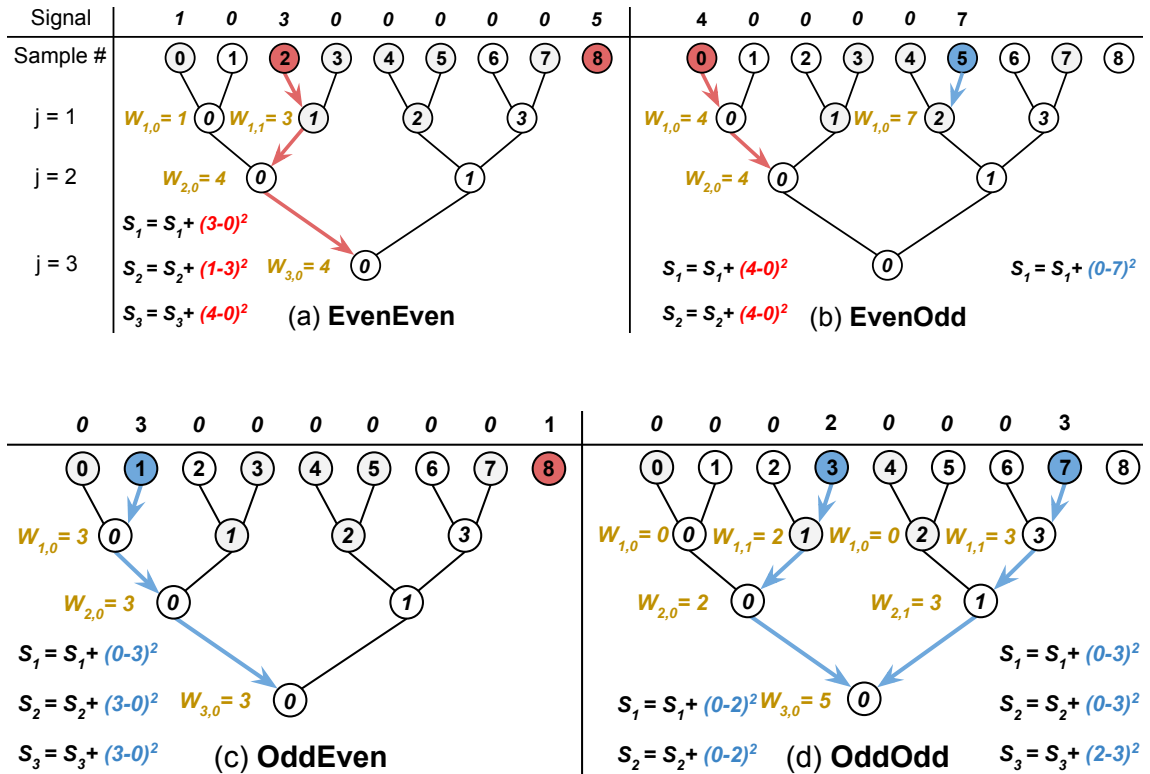 Signal 1 0 3 0 0 0 0 0 5 4 0 0 0 0 7
Sample # 0 1 2 3 4 5 6 7 8 0 1 2 3 4 5 6 7 8
j = 1 W1,0= 1 0 W1,1= 3 1 2 3 W1,0= 4 0 1 W1,0= 7 2 3
j = 2 W2,0= 4 0 1 W2,0= 4 0 1
S1 = S1+ (3-0)²
j = 3 S2 = S2+ (1-3)² W3,0= 4 0 S1 = S1+ (4-0)² 0 S1 = S1+ (0-7)²
S3 = S3+ (4-0)² (a) EvenEven S2 = S2+ (4-0)² (b) EvenOdd
0 3 0 0 0 0 0 0 1 0 0 0 2 0 0 0 3
0 1 2 3 4 5 6 7 8 0 1 2 3 4 5 6 7 8
W1,0= 3 0 1 2 3 W1,0= 0 0 W1,1= 2 1 W1,0= 0 2 W1,1= 3 3
W2,0= 3 0 1 W2,0= 2 0 W2,1= 3 1
S1 = S1+ (0-3)² S1 = S1+ (0-3)²
S2 = S2+ (3-0)² W3,0= 3 0 S1 = S1+ (0-2)² W3,0= 5 0 S2 = S2+ (0-3)²
S3 = S3+ (3-0)² (c) OddEven S2 = S2+ (0-2)² (d) OddOdd S3 = S3+ (2-3)²